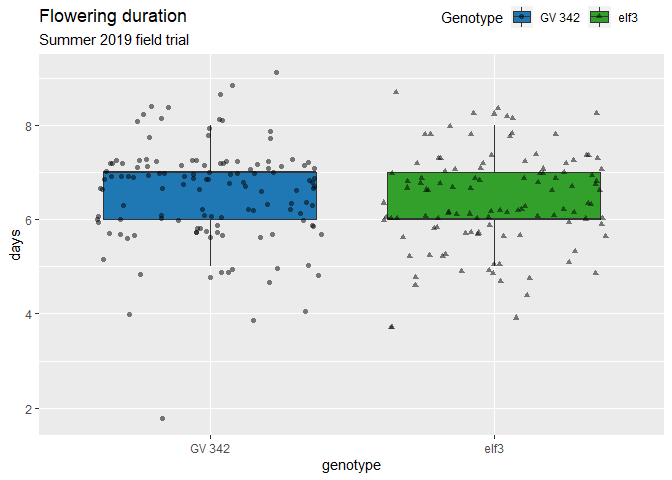 Flowering duration
Summer 2019 field trial
Genotype GV 342 elf3
days
8
6
4
2
GV 342 elf3
genotype